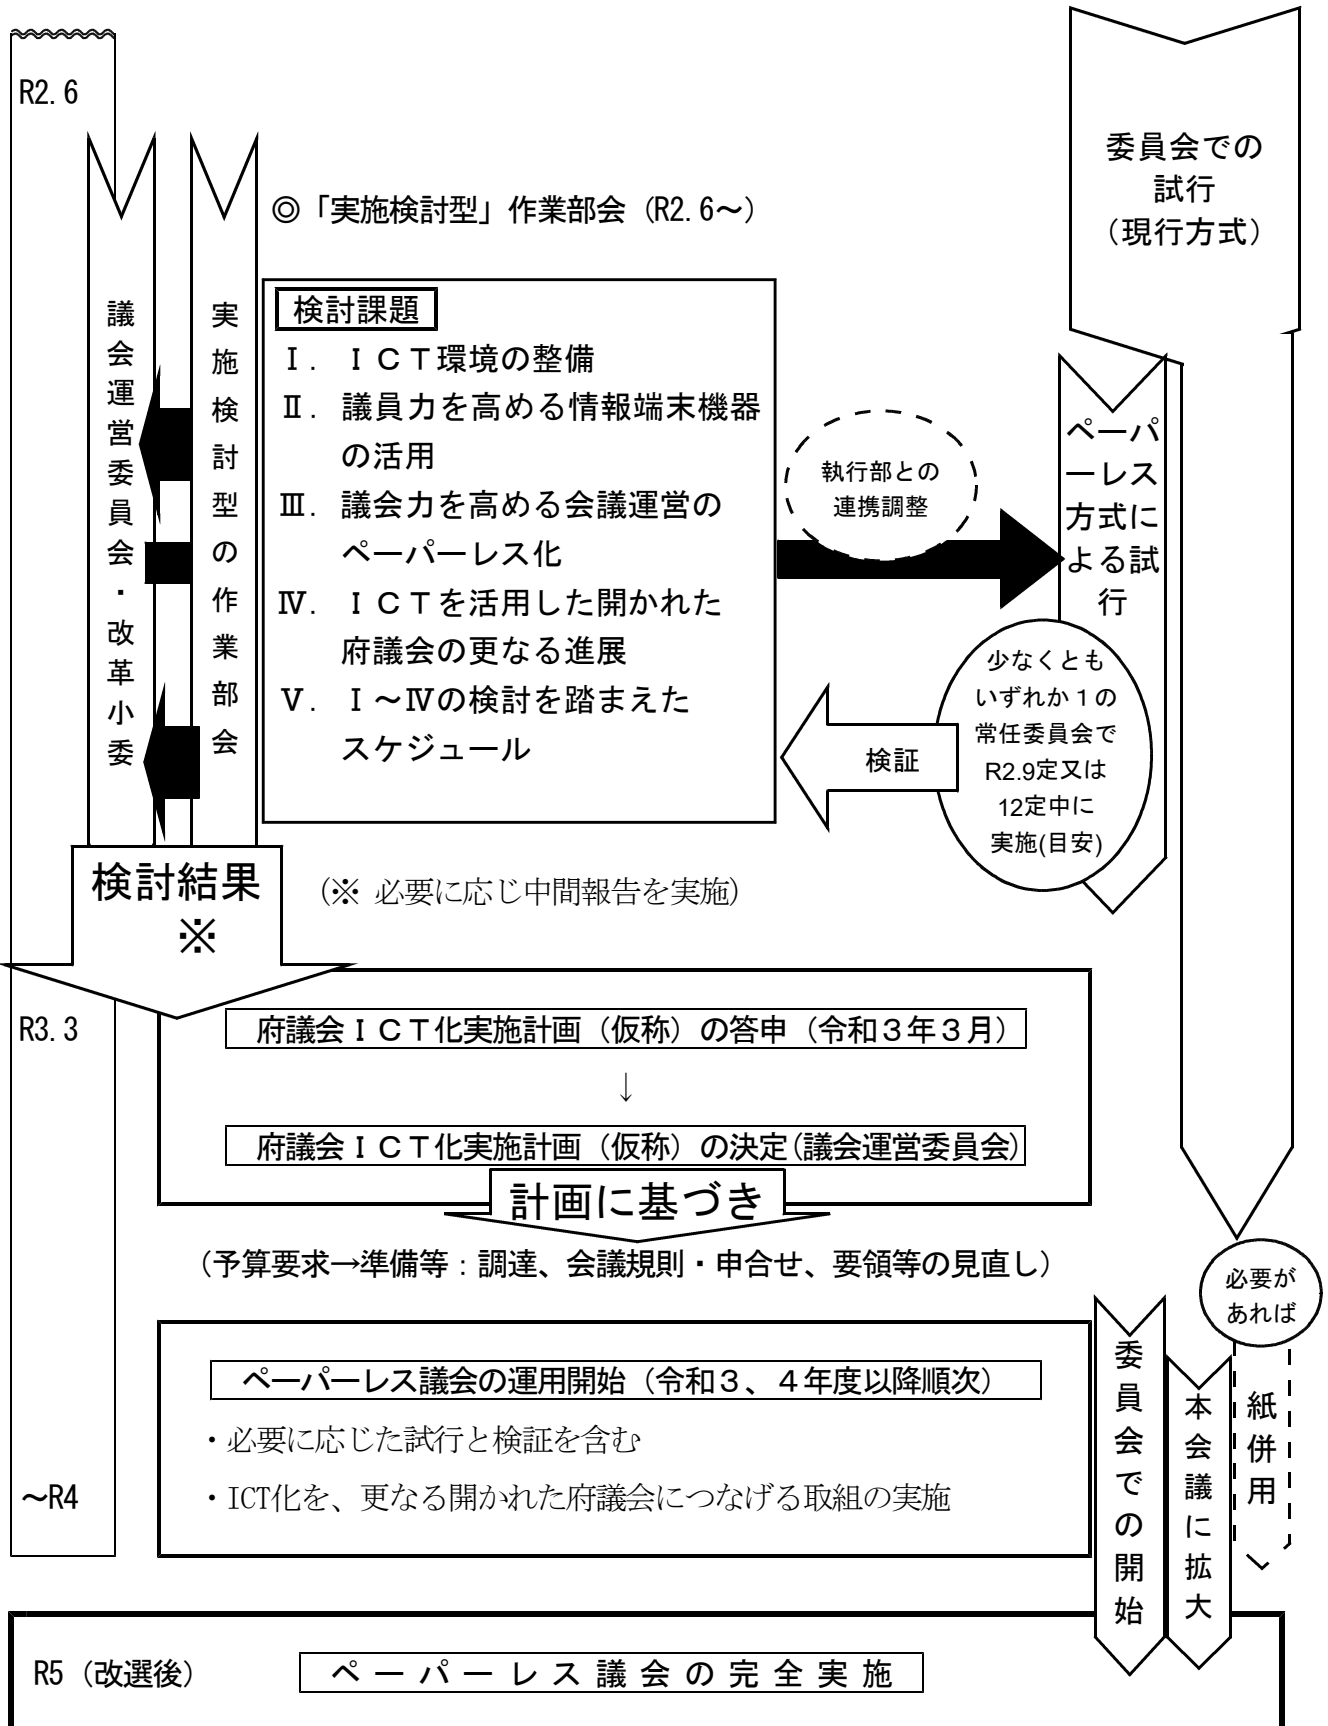 R2.6
委員会での
試行
（現行方式）
◎「実施検討型」作業部会（R2.6～）
議会運営委員会・改革小委
実施検討型の作業部会
検討課題
Ⅰ．ＩＣＴ環境の整備
Ⅱ．議員力を高める情報端末機器
の活用
Ⅲ．議会力を高める会議運営の
ペーパーレス化
Ⅳ．ＩＣＴを活用した開かれた
府議会の更なる進展
Ⅴ．Ⅰ～Ⅳの検討を踏まえた
スケジュール
執行部との
連携調整
ペーパ
ーレス
方式に
よる試
行
少なくとも
いずれか１の
常任委員会で
R2.9定又は
12定中に
実施(目安)
検証
検討結果
※
（※ 必要に応じ中間報告を実施）
R3.3
府議会ＩＣＴ化実施計画（仮称）の答申（令和３年３月）
↓
府議会ＩＣＴ化実施計画（仮称）の決定(議会運営委員会)
計画に基づき
（予算要求→準備等：調達、会議規則・申合せ、要領等の見直し）
必要が
あれば
ペーパーレス議会の運用開始（令和３、４年度以降順次）
・必要に応じた試行と検証を含む
・ICT化を、更なる開かれた府議会につなげる取組の実施
～R4
委員会での開始
本会議に拡大
紙併用
R5（改選後）
ペーパーレス議会の完全実施